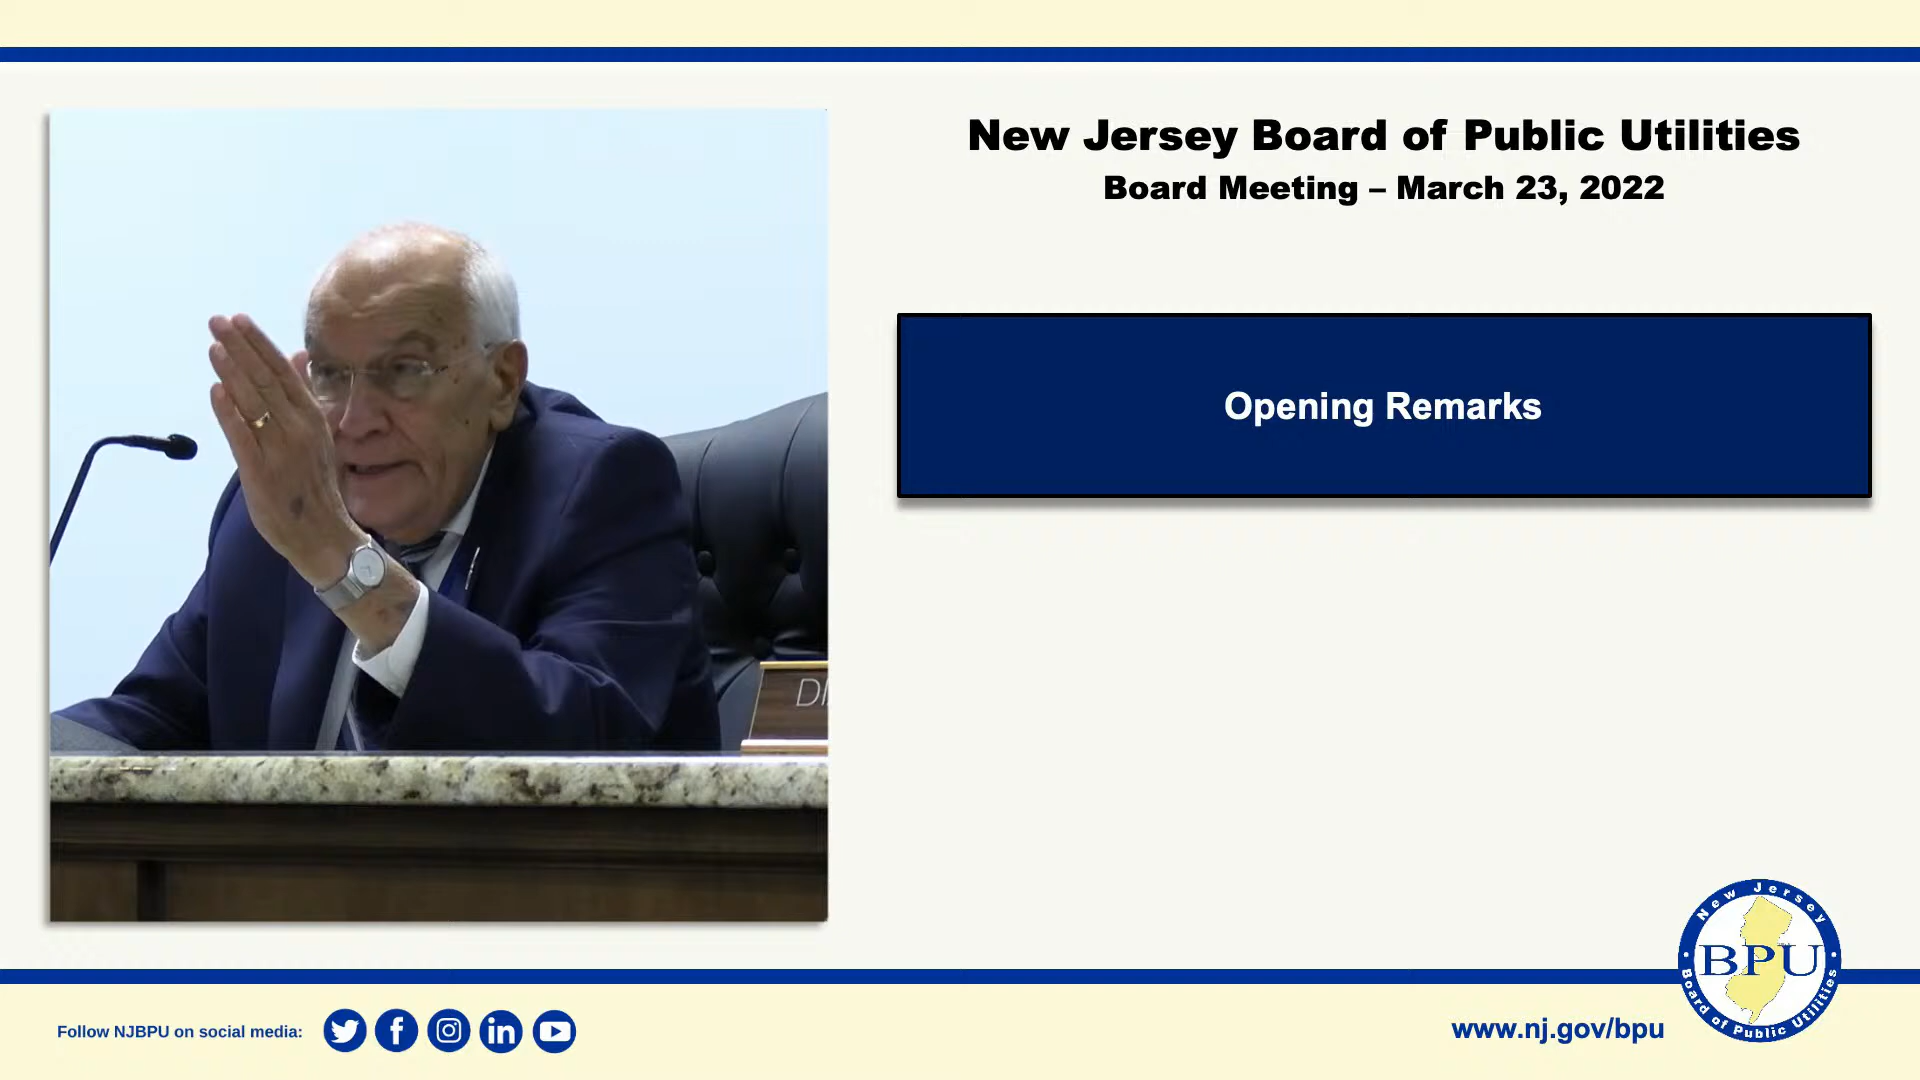 New Jersey Board of Public Utilities
Board Meeting – March 23, 2022
Opening Remarks
DI
Follow NJBPU on social media:
www.nj.gov/bpu
New Jersey
BPU
Board of Public Utilities